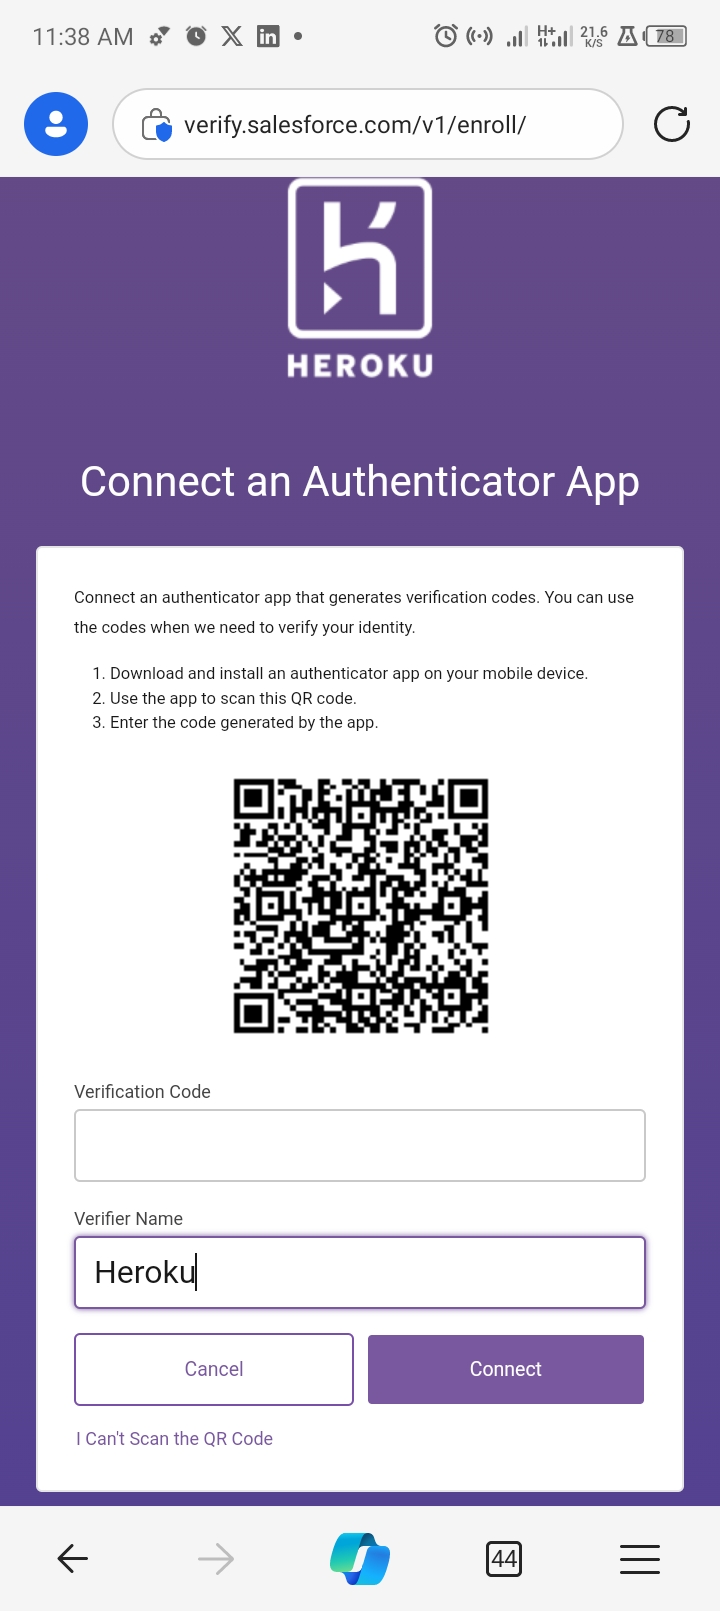 11:38 AM
H+
21.6
K/S
78
verify.salesforce.com/v1/enroll/
HEROKU
Connect an Authenticator App
Connect an authenticator app that generates verification codes. You can use
the codes when we need to verify your identity.
1. Download and install an authenticator app on your mobile device.
2. Use the app to scan this QR code.
3. Enter the code generated by the app.
Verification Code
Verifier Name
Heroku
Cancel
Connect
I Can't Scan the QR Code
44